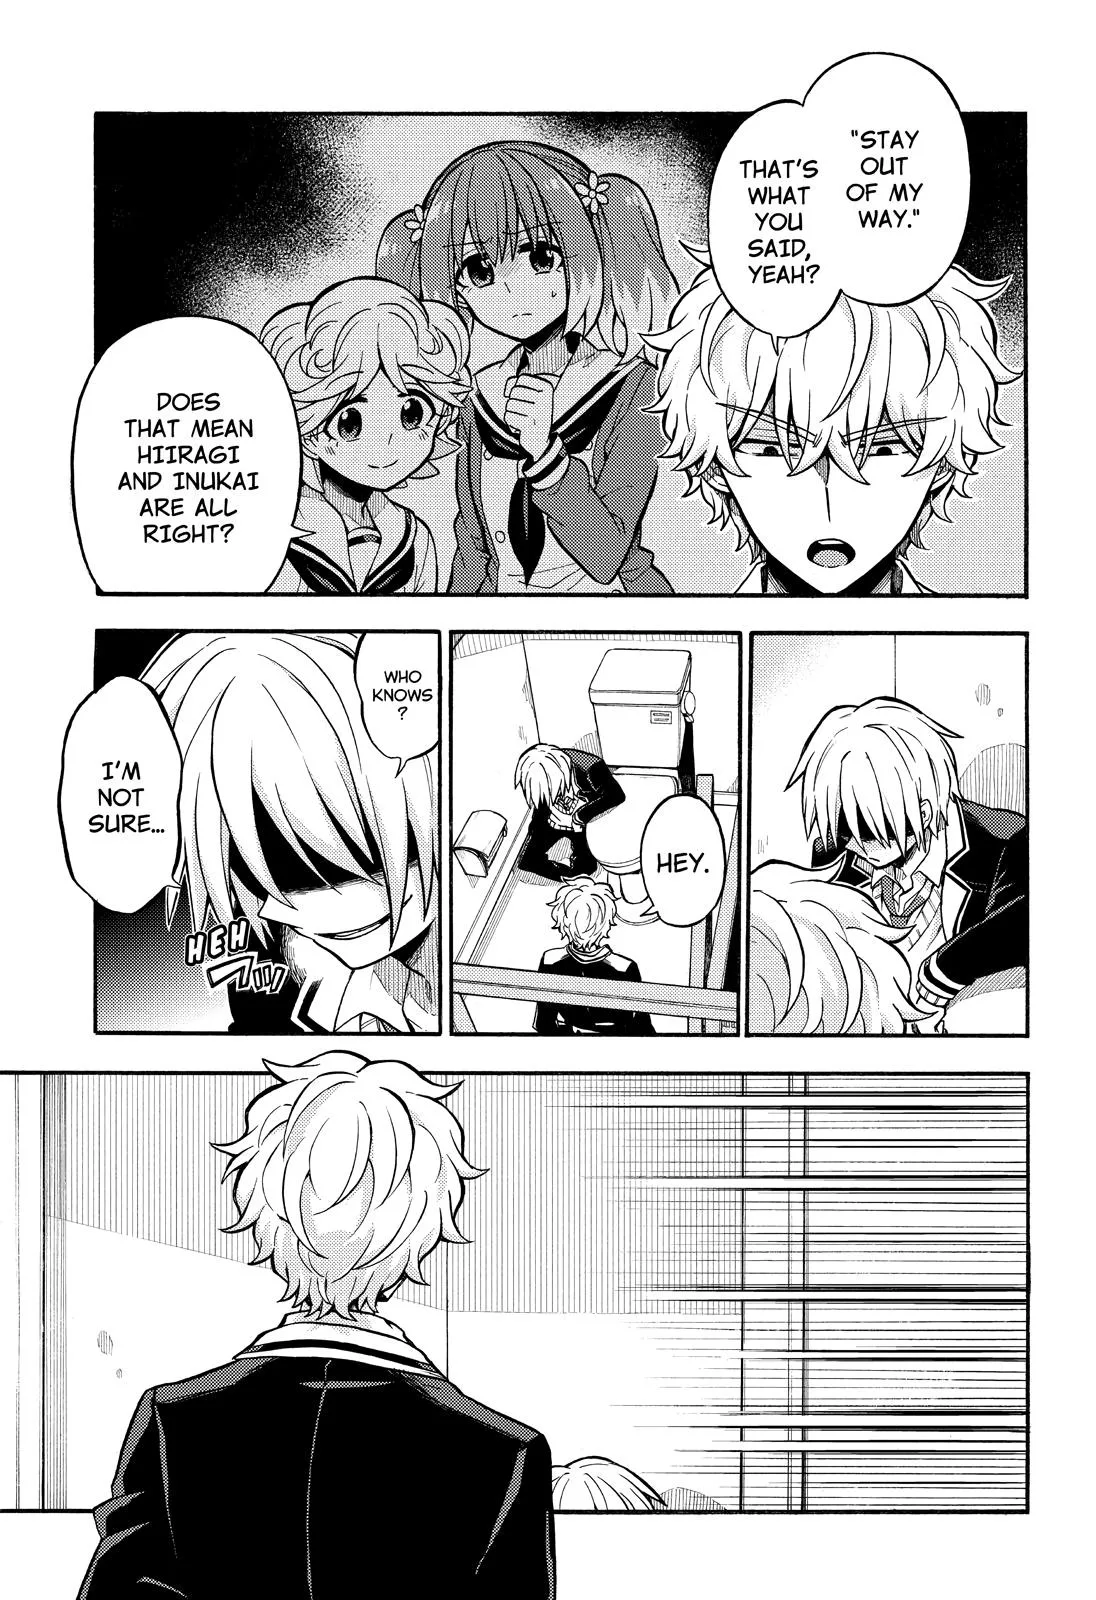 "STAY
OUT
OF MY
WAY."
THAT'S
WHAT
YOU
SAID,
YEAH?
DOES
THAT MEAN
HIIRAGI
AND INUKAI
ARE ALL
RIGHT?
HEY.
WHO
KNOWS
?
I'M
NOT
SURE...
HEH
フ